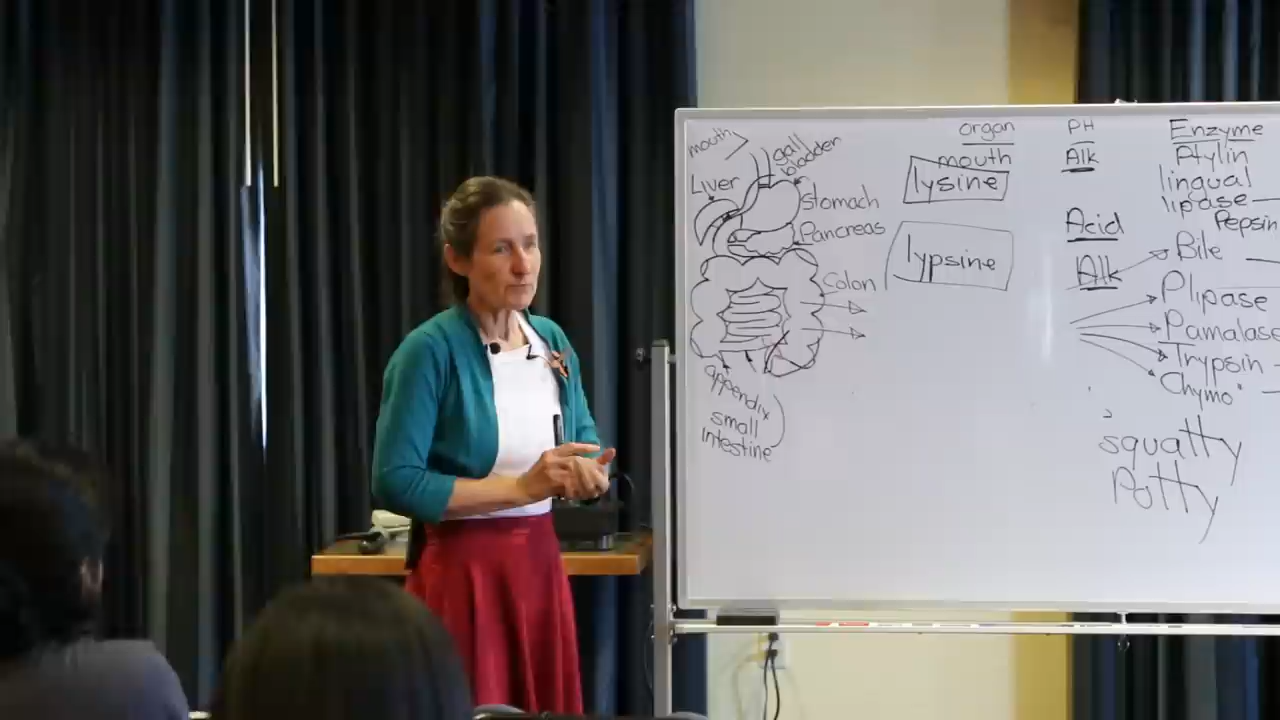 mouth
gall
bladder
Liver
stomach
Pancreas
Colon
appendix
small
intestine
organ
mouth
lysine
lypsine
PH
Alk
Acid
Alk
Enzyme
Ptylin
lingual
lipase
Pepsin
Bile
Plipase
Pamalase
Trypsin
Chymo"
squatty
Potty